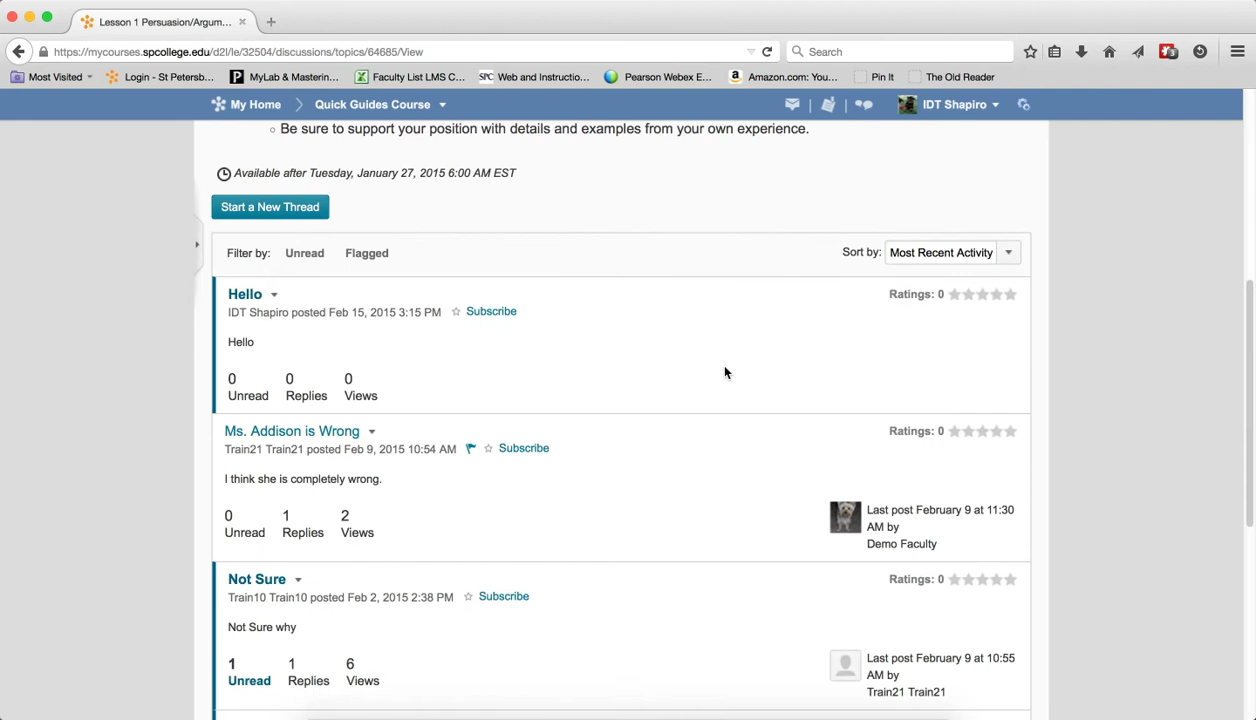 Lesson 1 Persuasion/Argum...
https://mycourses.spcollege.edu/d2l/le/32504/discussions/topics/64685/View
Search
Most Visited
Login - St Petersb...
MyLab & Mastering...
Faculty List LMS C...
SPC Web and Instructio...
Pearson Webex E...
Amazon.com: You...
Pin It
The Old Reader
My Home
Quick Guides Course
IDT Shapiro
Be sure to support your position with details and examples from your own experience.
Available after Tuesday, January 27, 2015 6:00 AM EST
Start a New Thread
Filter by: Unread Flagged
Sort by: Most Recent Activity
Hello
Ratings: 0
IDT Shapiro posted Feb 15, 2015 3:15 PM Subscribe
Hello
0 0 0
Unread Replies Views
Ms. Addison is Wrong
Ratings: 0
Train21 Train21 posted Feb 9, 2015 10:54 AM Subscribe
I think she is completely wrong.
0 1 2
Unread Replies Views
Last post February 9 at 11:30
AM by
Demo Faculty
Not Sure
Ratings: 0
Train10 Train10 posted Feb 2, 2015 2:38 PM Subscribe
Not Sure why
1 1 6
Unread Replies Views
Last post February 9 at 10:55
AM by
Train21 Train21